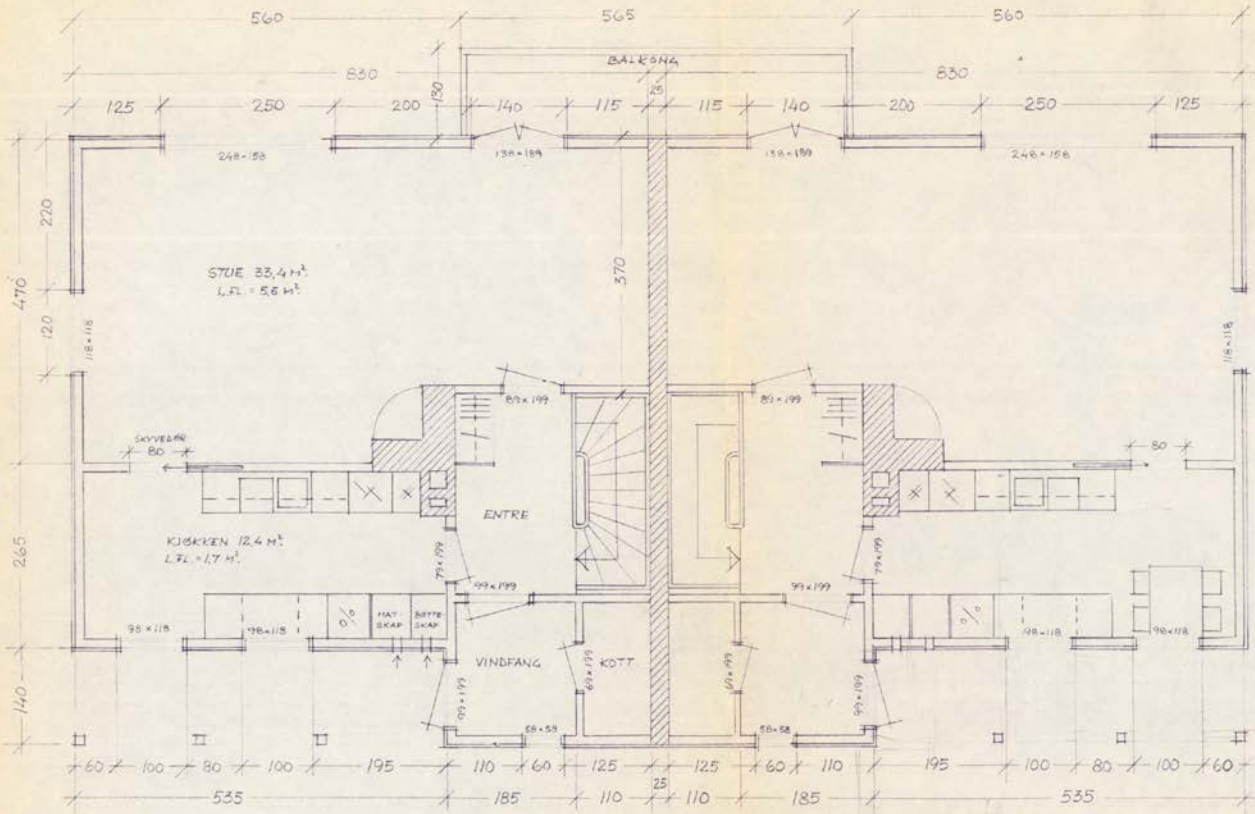 560 565 560
BALKONG
830 25 830
130
125 250 200 140 115 115 140 200 250 125
248×158 138×189 138×189 248×158
220
470
120
118×118
STUE 33,4 M².
L.FL. = 5,6 M².
370
118×118
89×199 89×199
SKYVEDØR
80 80
ENTRE
KJØKKEN 12,4 M².
L.FL. = 1,7 M².
265
79×199 79×199
99×199 99×199
98×118 98×118 98×118 98×118
MAT-
SKAP
BØTTE-
SKAP
VINDFANG KOTT.
99×199 69×199 69×199 99×199
140
58×58 58×58
60 100 80 100 195 110 60 125 125 60 110 195 100 80 100 60
25
535 185 110 110 185 535